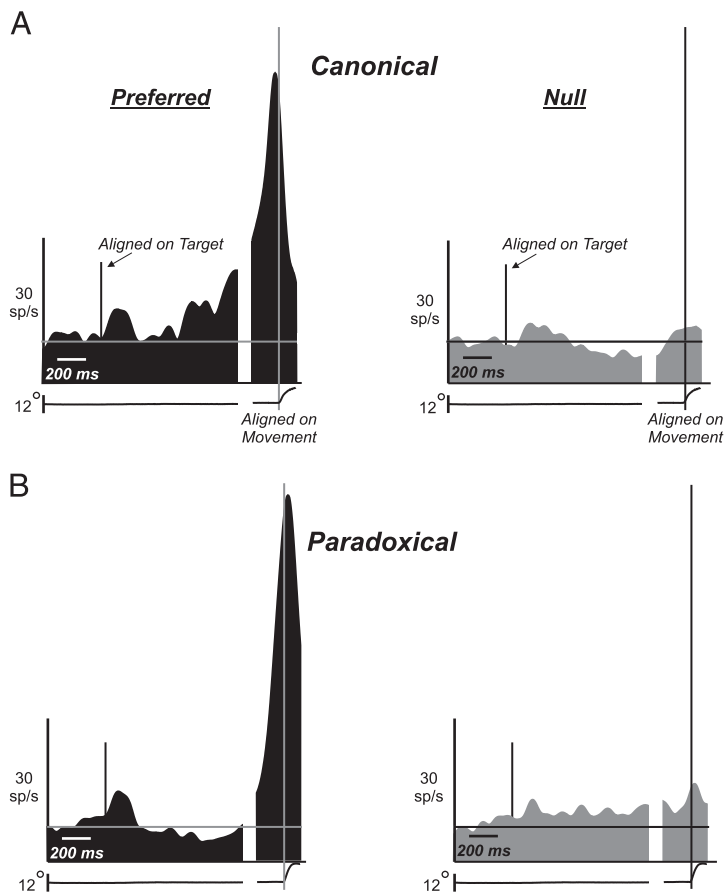 A
Canonical
Preferred
Null
Aligned on Target
Aligned on Target
30
sp/s
30
sp/s
200 ms
200 ms
12°
12°
Aligned on
Movement
Aligned on
Movement
B
Paradoxical
30
sp/s
30
sp/s
200 ms
200 ms
12°
12°